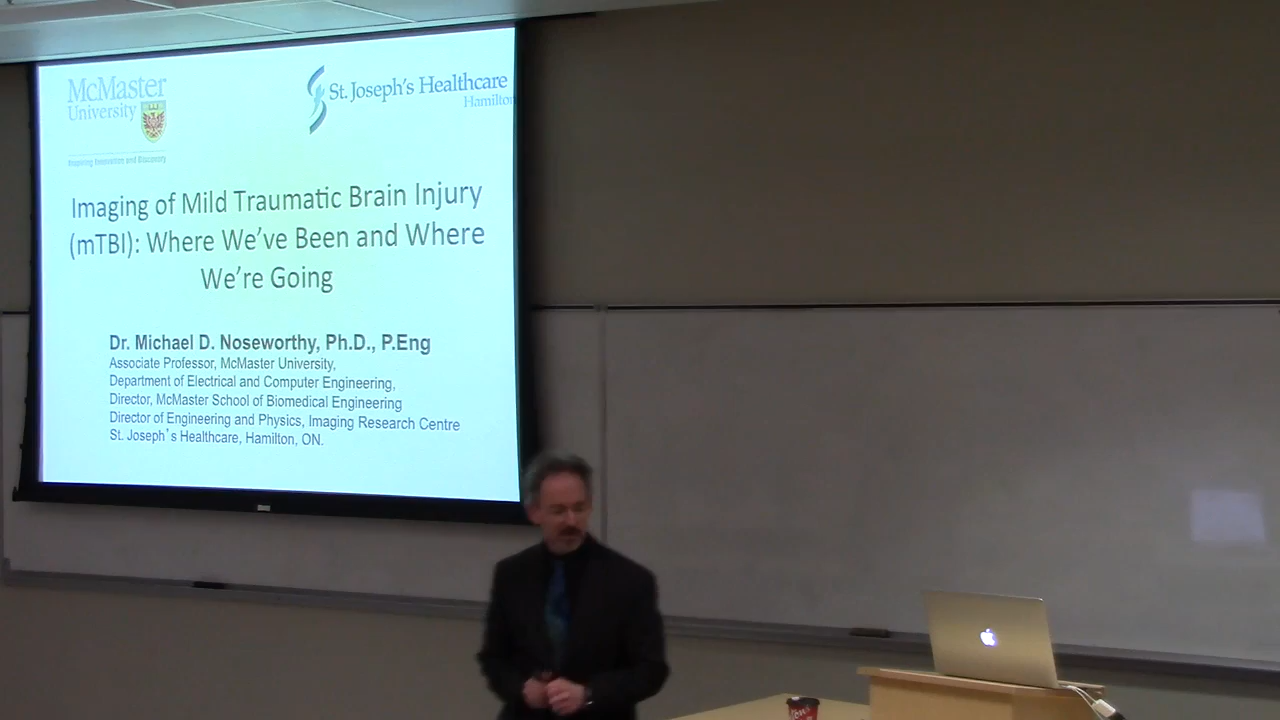 McMaster
University
Inspiring Innovation and Discovery
St. Joseph's Healthcare
Hamilton
Imaging of Mild Traumatic Brain Injury
(mTBI): Where We've Been and Where
We're Going
Dr. Michael D. Noseworthy, Ph.D., P.Eng
Associate Professor, McMaster University,
Department of Electrical and Computer Engineering,
Director, McMaster School of Biomedical Engineering
Director of Engineering and Physics, Imaging Research Centre
St. Joseph's Healthcare, Hamilton, ON.